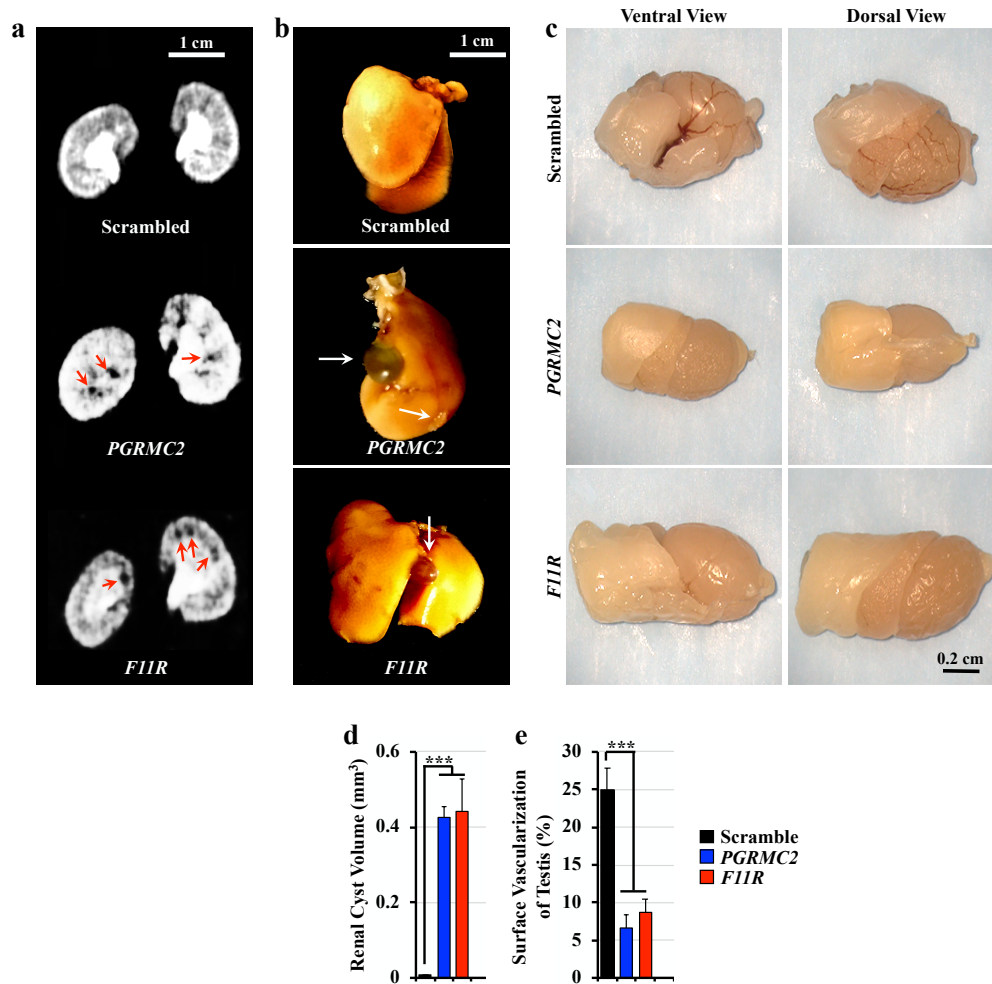 a
1 cm
Scrambled
PGRMC2
F11R
b
1 cm
Scrambled
PGRMC2
F11R
c
Ventral View
Dorsal View
Scrambled
PGRMC2
F11R
0.2 cm
d
Renal Cyst Volume (mm³)
0.6
0.4
0.2
0
***
e
Surface Vascularization
of Testis (%)
30
25
20
15
10
5
0
***
Scramble
PGRMC2
F11R